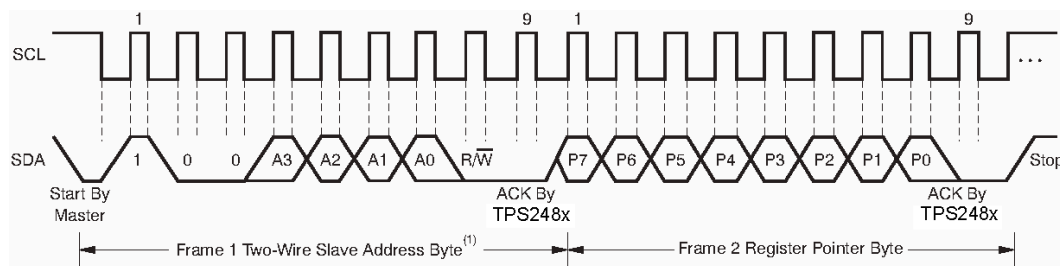 1 9 1 9
SCL ...
SDA 1 0 0 A3 A2 A1 A0 R/W̅ P7 P6 P5 P4 P3 P2 P1 P0 Stop
Start By
Master
ACK By
TPS248x
ACK By
TPS248x
Frame 1 Two-Wire Slave Address Byte(1)
Frame 2 Register Pointer Byte